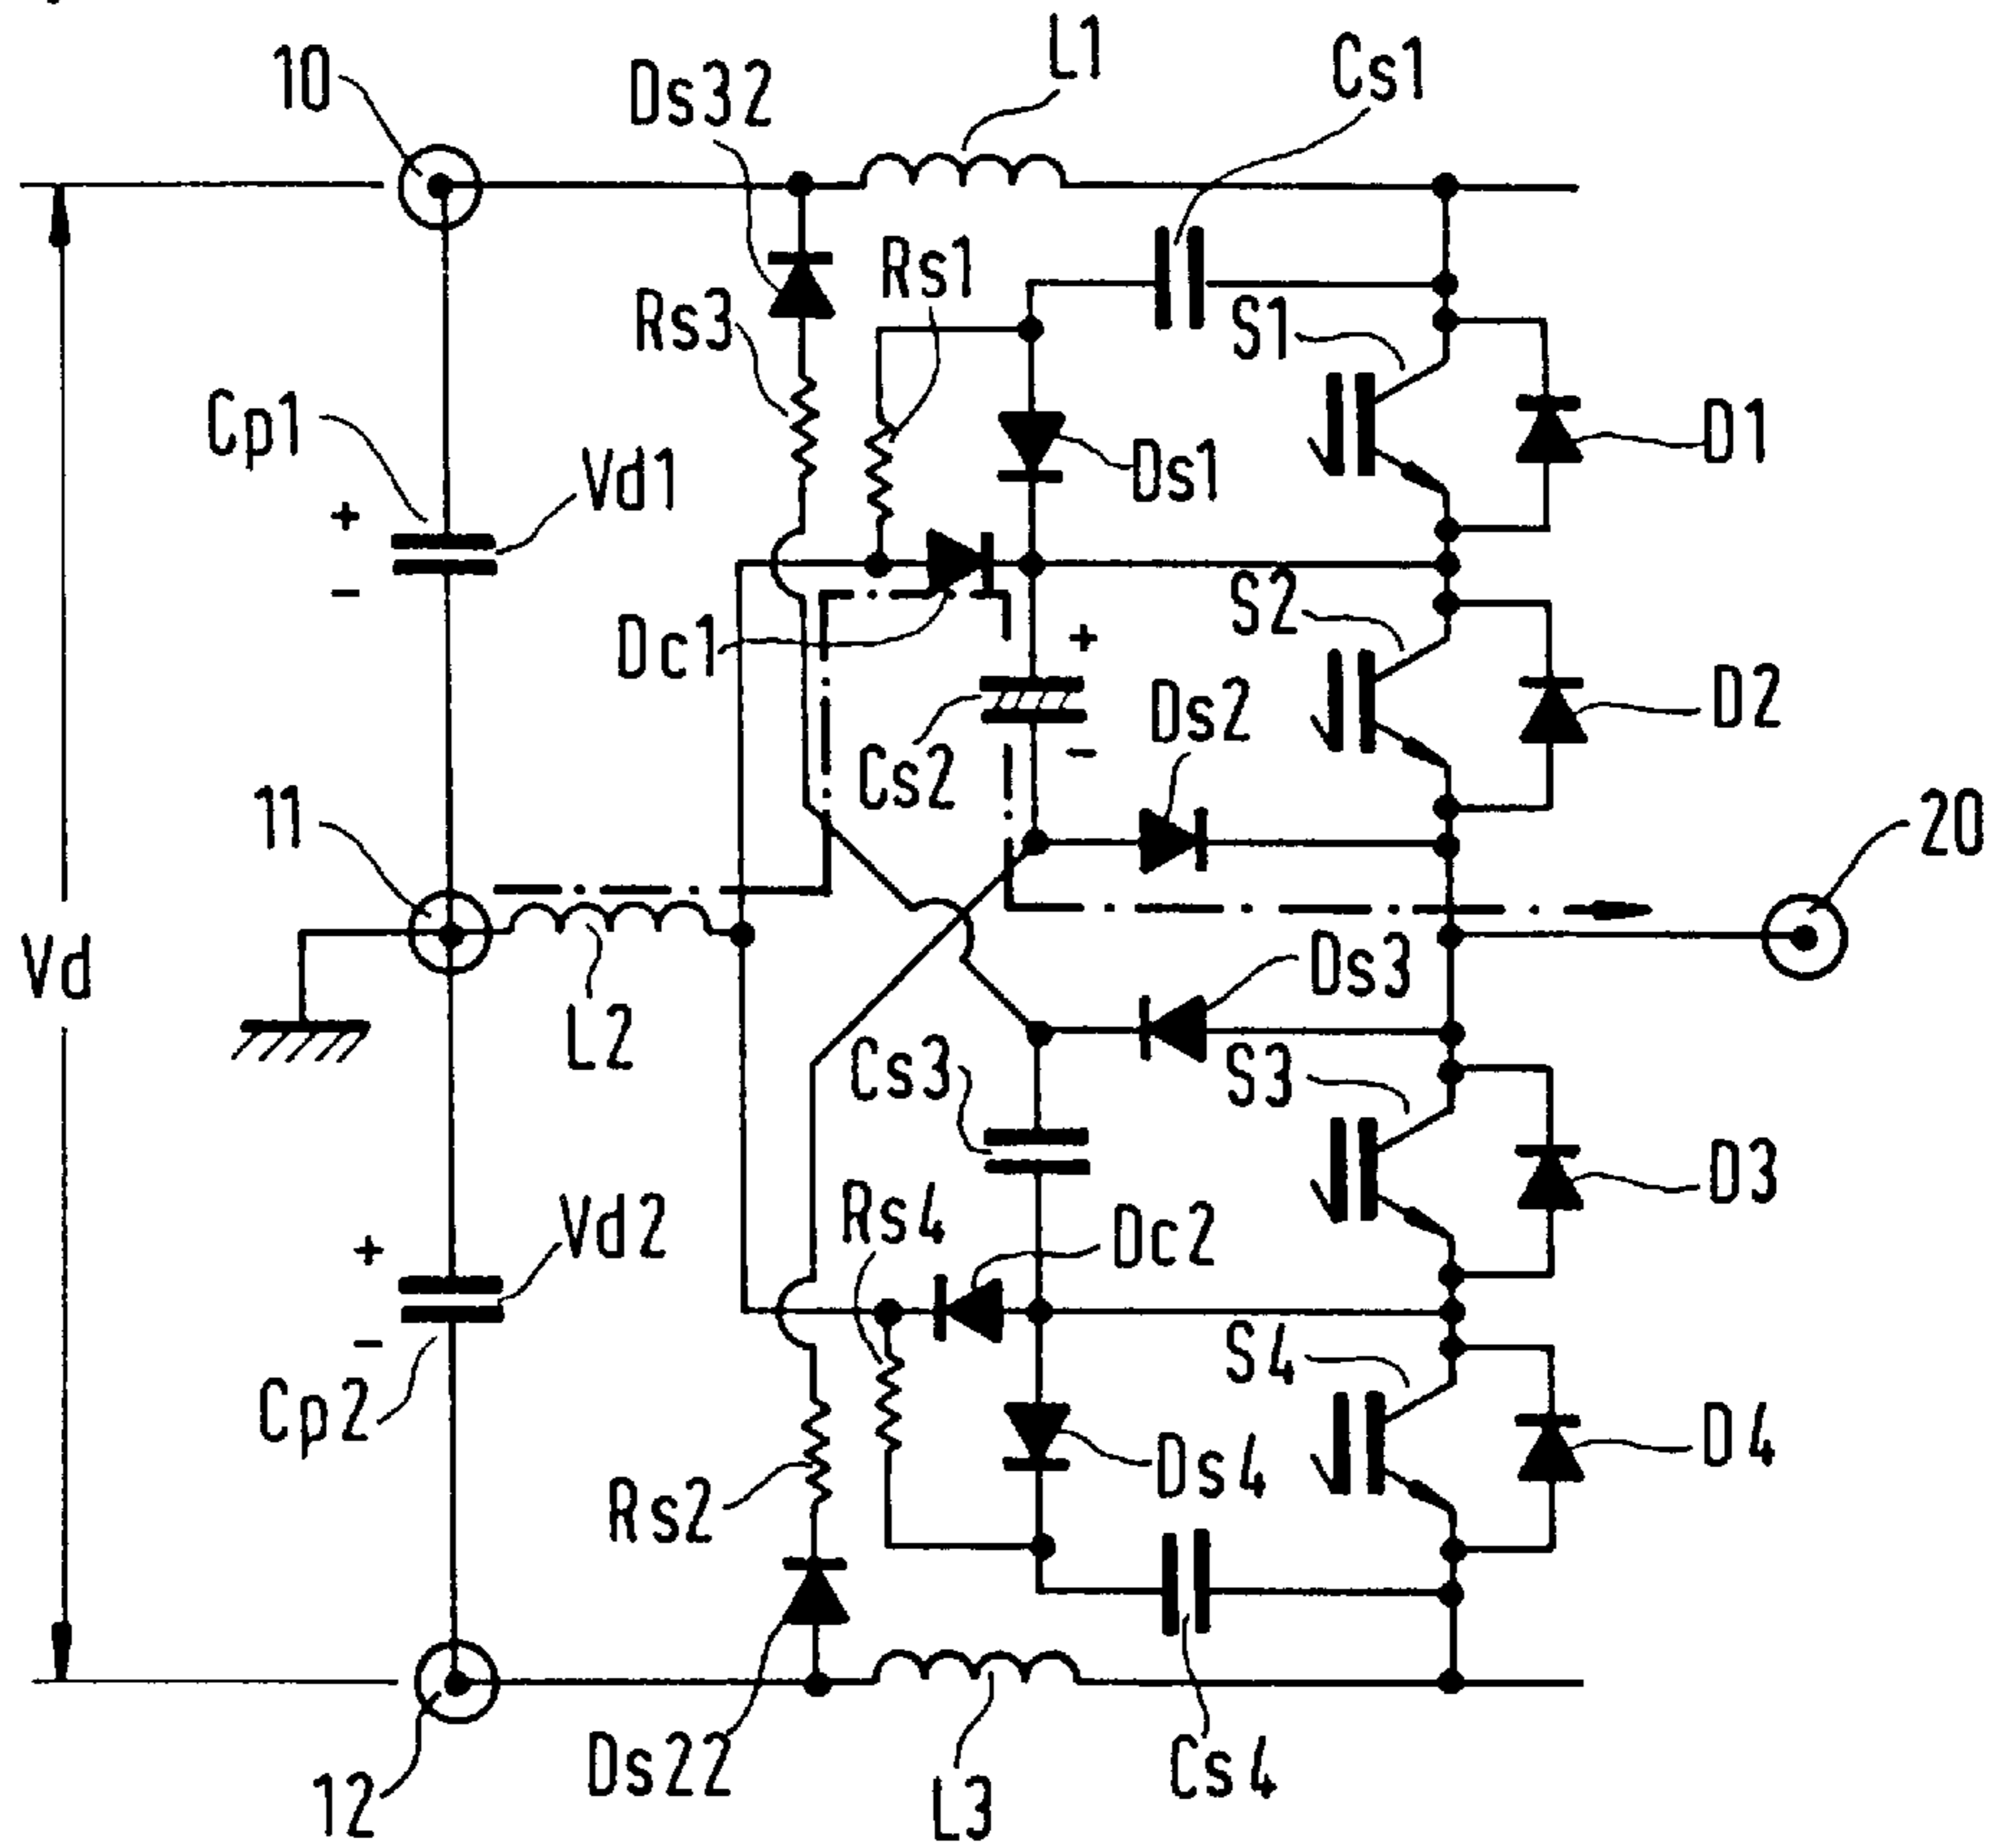 L1
Cs1
10
Ds32
Rs1
Rs3
S1
Cp1
D1
Vd1
Ds1
+
-
S2
Dc1
+
D2
Ds2
Cs2
-
11
20
Vd
Ds3
L2
Cs3
S3
D3
Rs4
Vd2
Dc2
+
-
S4
Cp2
D4
Ds4
Rs2
Ds22
Cs4
12
L3